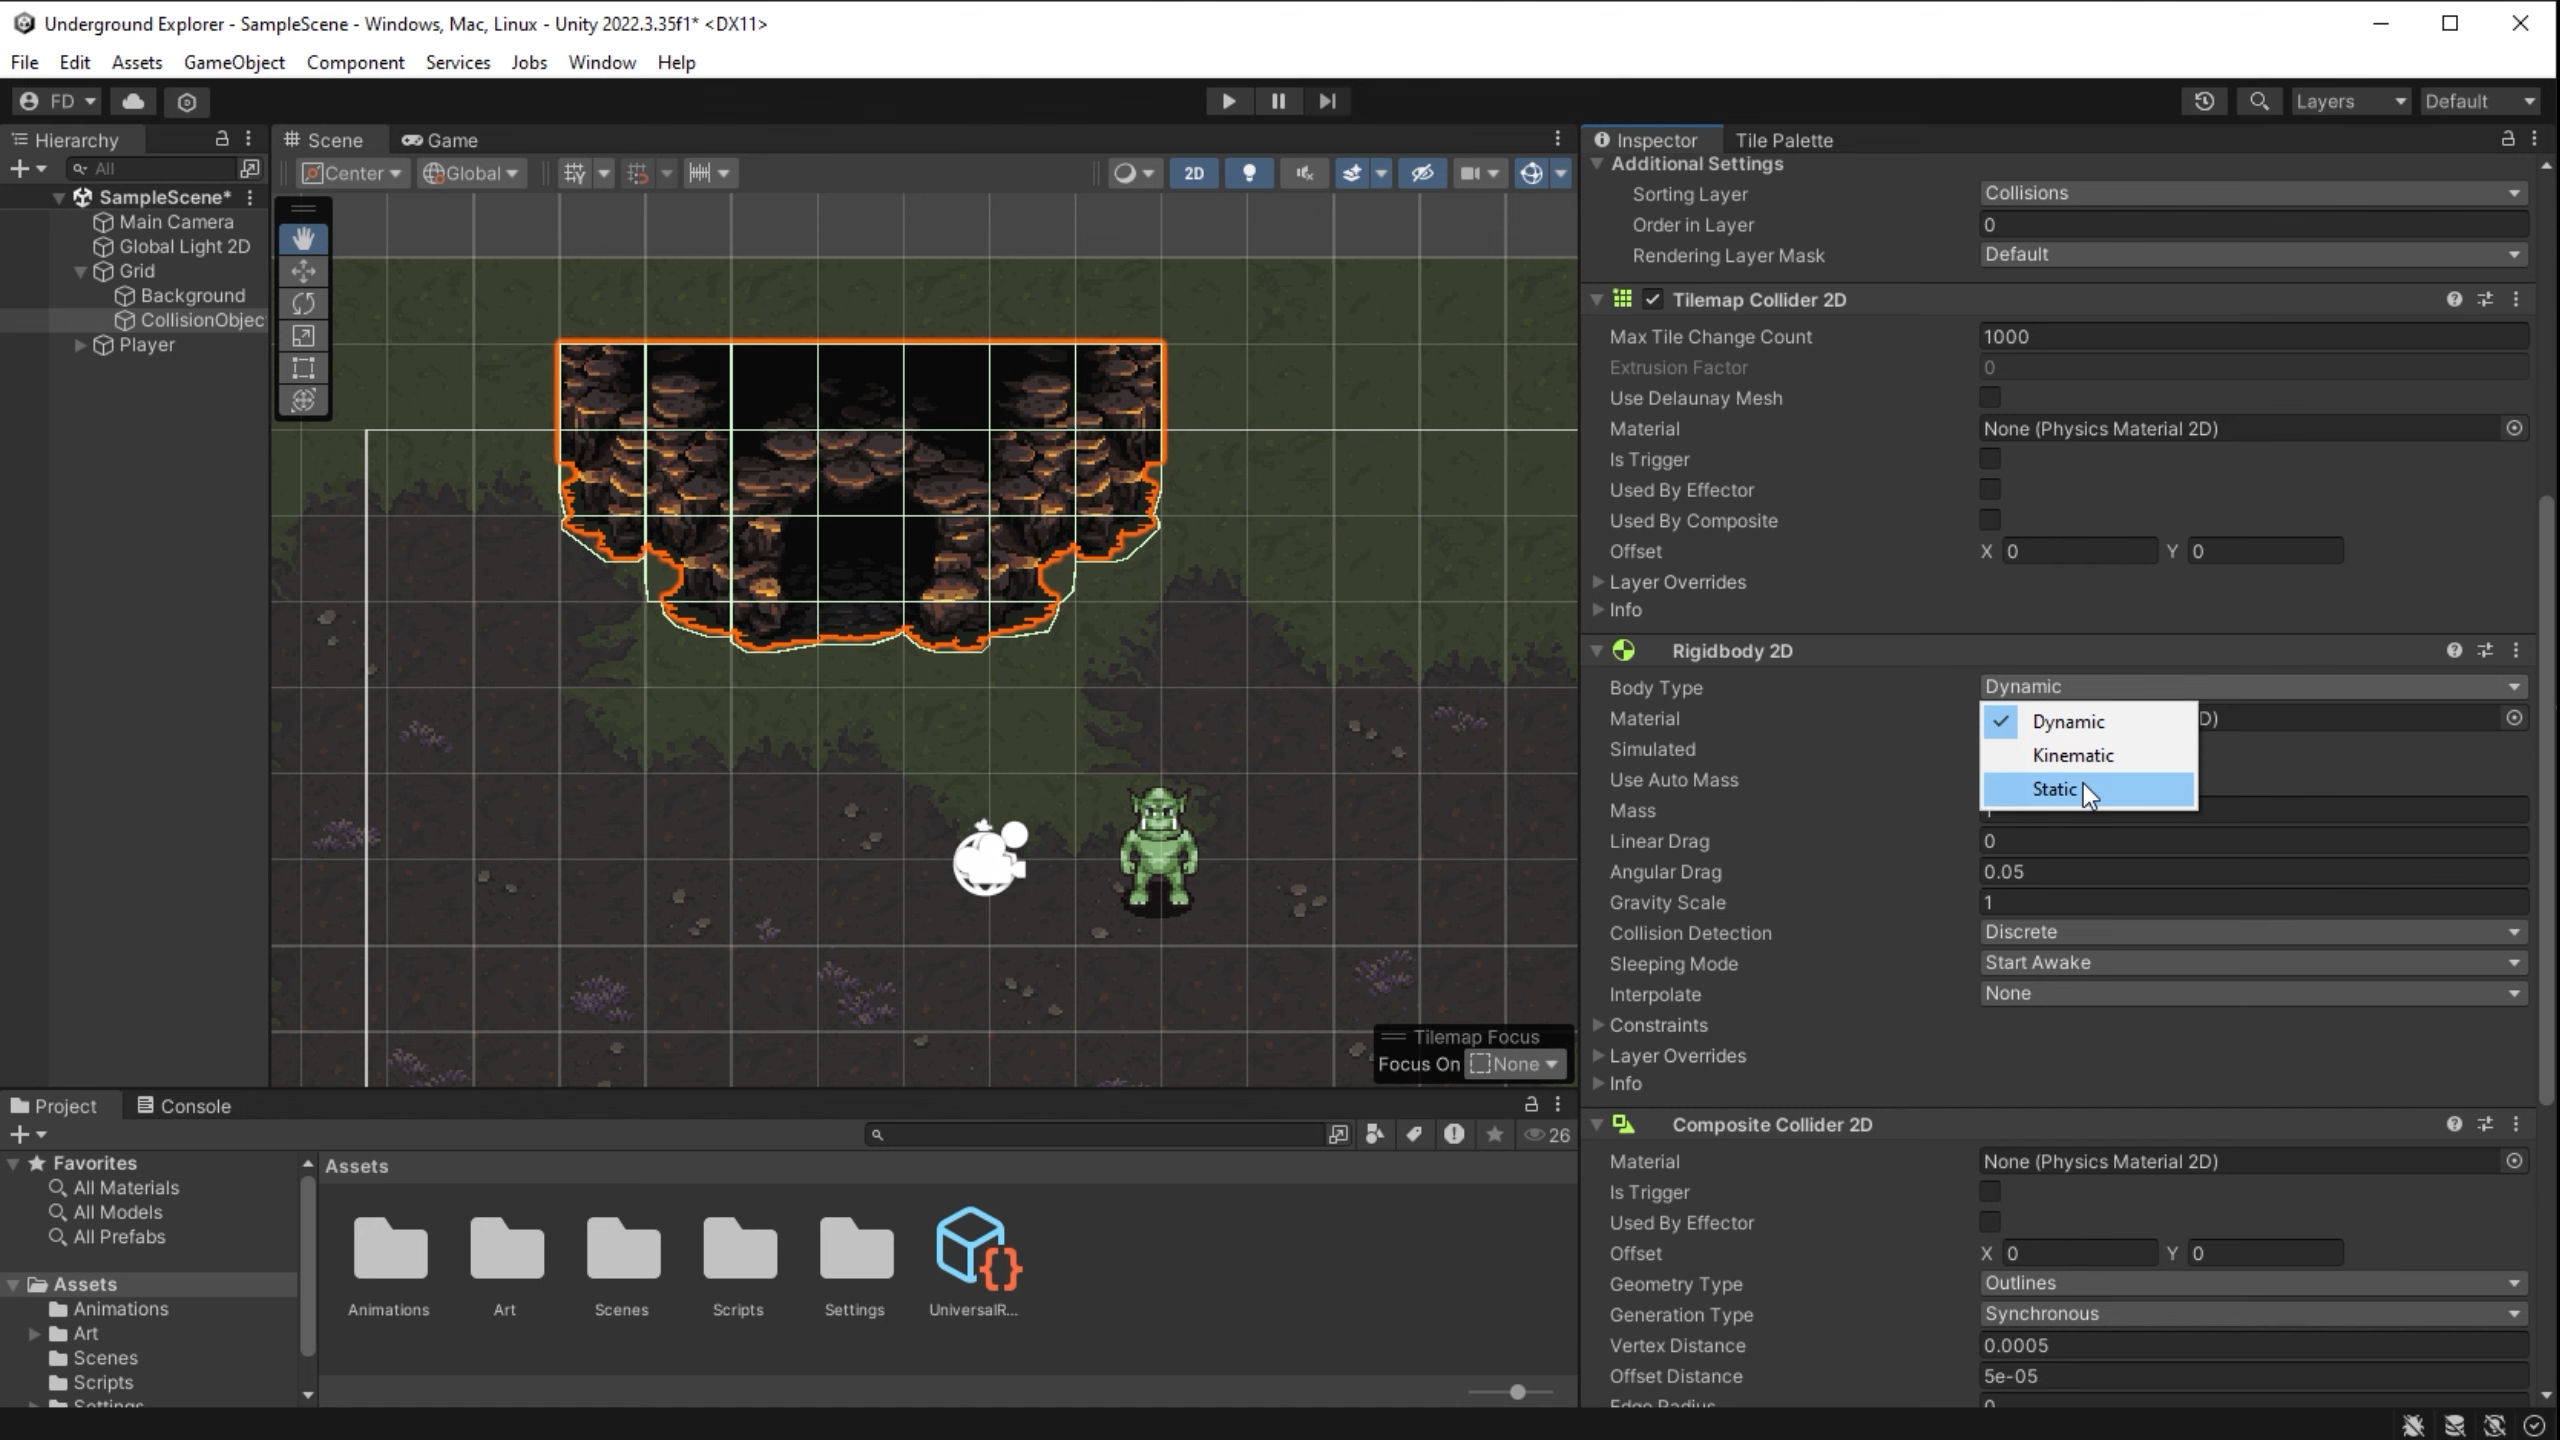 Underground Explorer - SampleScene - Windows, Mac, Linux - Unity 2022.3.35f1* <DX11>
File Edit Assets GameObject Component Services Jobs Window Help
FD
Layers
Default
Hierarchy
All
SampleScene*
Main Camera
Global Light 2D
Grid
Background
CollisionObjec
Player
Scene
Game
Center
Global
2D
Tilemap Focus
Focus On
None
Inspector
Tile Palette
Additional Settings
Sorting Layer Collisions
Order in Layer 0
Rendering Layer Mask Default
Tilemap Collider 2D
Max Tile Change Count 1000
Extrusion Factor 0
Use Delaunay Mesh
Material None (Physics Material 2D)
Is Trigger
Used By Effector
Used By Composite
Offset X 0 Y 0
Layer Overrides
Info
Rigidbody 2D
Body Type Dynamic
Dynamic
Kinematic
Static
Material D)
Simulated
Use Auto Mass
Mass
Linear Drag 0
Angular Drag 0.05
Gravity Scale 1
Collision Detection Discrete
Sleeping Mode Start Awake
Interpolate None
Constraints
Layer Overrides
Info
Composite Collider 2D
Material None (Physics Material 2D)
Is Trigger
Used By Effector
Offset X 0 Y 0
Geometry Type Outlines
Generation Type Synchronous
Vertex Distance 0.0005
Offset Distance 5e-05
Edge Radius
Project
Console
26
Favorites
All Materials
All Models
All Prefabs
Assets
Animations
Art
Scenes
Scripts
Settings
Assets
Animations
Art
Scenes
Scripts
Settings
UniversalR...